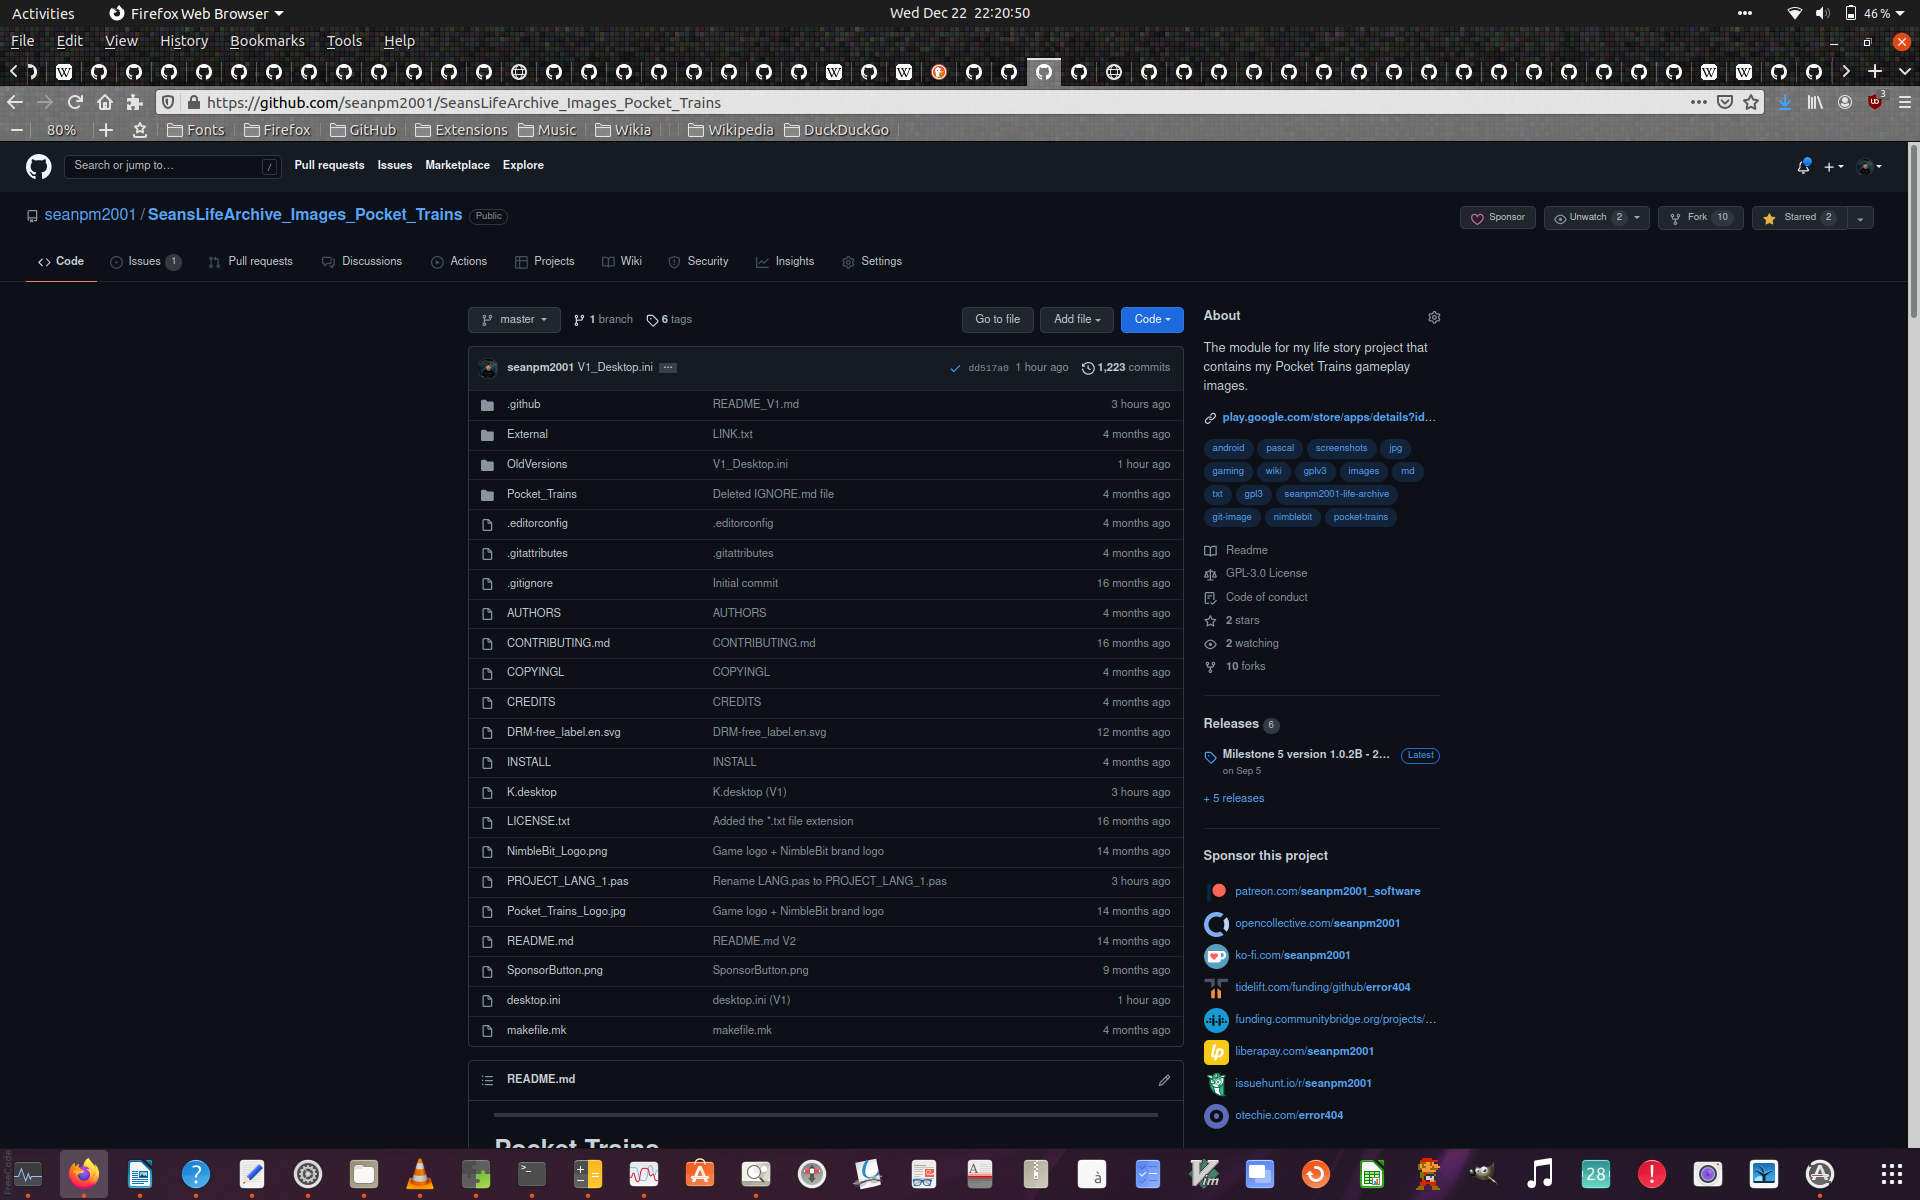 Activities Firefox Web Browser Wed Dec 22 22:20:50 46 %
File Edit View History Bookmarks Tools Help
https://github.com/seanpm2001/SeansLifeArchive_Images_Pocket_Trains 3
80% Fonts Firefox GitHub Extensions Music Wikia Wikipedia DuckDuckGo
Search or jump to… / Pull requests Issues Marketplace Explore
seanpm2001 / SeansLifeArchive_Images_Pocket_Trains Public Sponsor Unwatch 2 Fork 10 Starred 2
Code Issues 1 Pull requests Discussions Actions Projects Wiki Security Insights Settings
master 1 branch 6 tags Go to file Add file Code
seanpm2001 V1_Desktop.ini ... dd517a0 1 hour ago 1,223 commits
.github README_V1.md 3 hours ago
External LINK.txt 4 months ago
OldVersions V1_Desktop.ini 1 hour ago
Pocket_Trains Deleted IGNORE.md file 4 months ago
.editorconfig .editorconfig 4 months ago
.gitattributes .gitattributes 4 months ago
.gitignore Initial commit 16 months ago
AUTHORS AUTHORS 4 months ago
CONTRIBUTING.md CONTRIBUTING.md 16 months ago
COPYINGL COPYINGL 4 months ago
CREDITS CREDITS 4 months ago
DRM-free_label.en.svg DRM-free_label.en.svg 12 months ago
INSTALL INSTALL 4 months ago
K.desktop K.desktop (V1) 3 hours ago
LICENSE.txt Added the *.txt file extension 16 months ago
NimbleBit_Logo.png Game logo + NimbleBit brand logo 14 months ago
PROJECT_LANG_1.pas Rename LANG.pas to PROJECT_LANG_1.pas 3 hours ago
Pocket_Trains_Logo.jpg Game logo + NimbleBit brand logo 14 months ago
README.md README.md V2 14 months ago
SponsorButton.png SponsorButton.png 9 months ago
desktop.ini desktop.ini (V1) 1 hour ago
makefile.mk makefile.mk 4 months ago
README.md
Pocket Trains
About
The module for my life story project that
contains my Pocket Trains gameplay
images.
play.google.com/store/apps/details?id...
android pascal screenshots jpg
gaming wiki gplv3 images md
txt gpl3 seanpm2001-life-archive
git-image nimblebit pocket-trains
Readme
GPL-3.0 License
Code of conduct
2 stars
2 watching
10 forks
Releases 6
Milestone 5 version 1.0.2B - 2... Latest
on Sep 5
+ 5 releases
Sponsor this project
patreon.com/seanpm2001_software
opencollective.com/seanpm2001
ko-fi.com/seanpm2001
tidelift.com/funding/github/error404
funding.communitybridge.org/projects/...
liberapay.com/seanpm2001
issuehunt.io/r/seanpm2001
otechie.com/error404
28